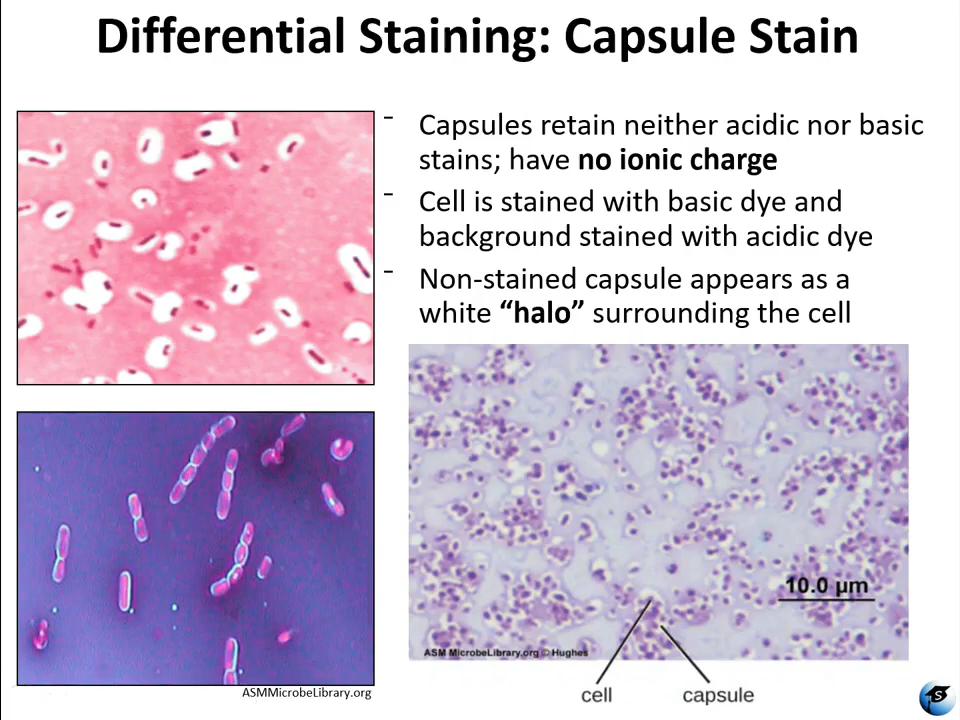 Differential Staining: Capsule Stain
- Capsules retain neither acidic nor basic
stains; have no ionic charge
- Cell is stained with basic dye and
background stained with acidic dye
- Non-stained capsule appears as a
white “halo” surrounding the cell
10.0 µm
ASM MicrobeLibrary.org © Hughes
cell
capsule
ASMMicrobeLibrary.org
S